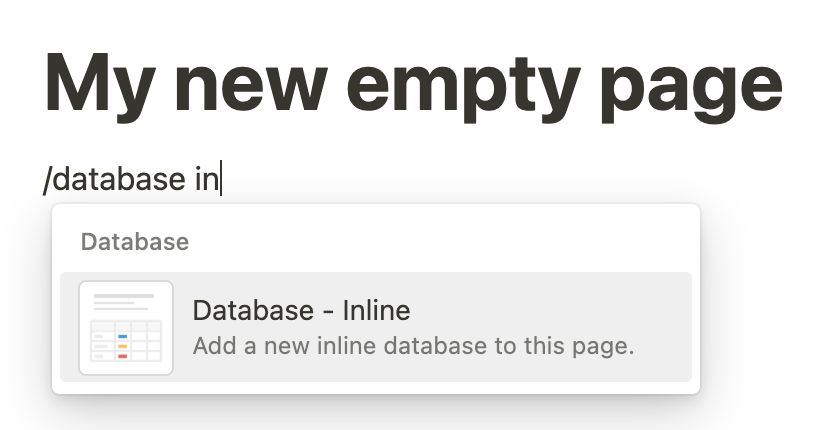 My new empty page
/database in
Database
Database - Inline
Add a new inline database to this page.